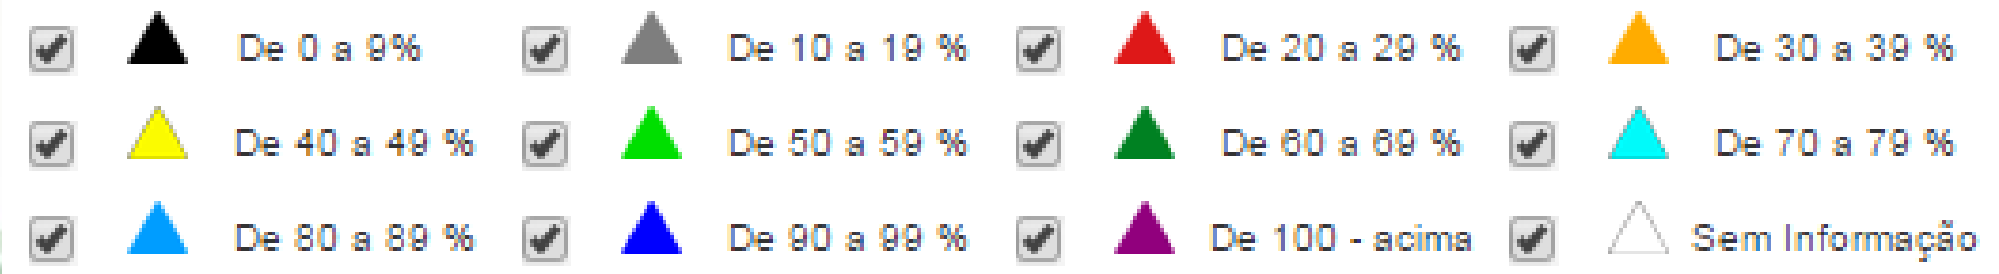 De 0 a 9% De 10 a 19 % De 20 a 29 % De 30 a 39 %
De 40 a 49 % De 50 a 59 % De 60 a 69 % De 70 a 79 %
De 80 a 89 % De 90 a 99 % De 100 - acima Sem Informação